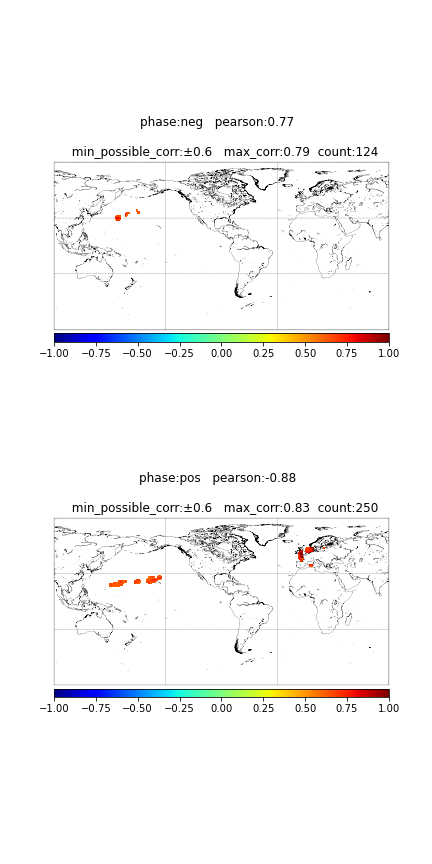 phase:neg   pearson:0.77
min_possible_corr:±0.6   max_corr:0.79  count:124
−1.00 −0.75 −0.50 −0.25 0.00 0.25 0.50 0.75 1.00
phase:pos   pearson:-0.88
min_possible_corr:±0.6   max_corr:0.83  count:250
−1.00 −0.75 −0.50 −0.25 0.00 0.25 0.50 0.75 1.00